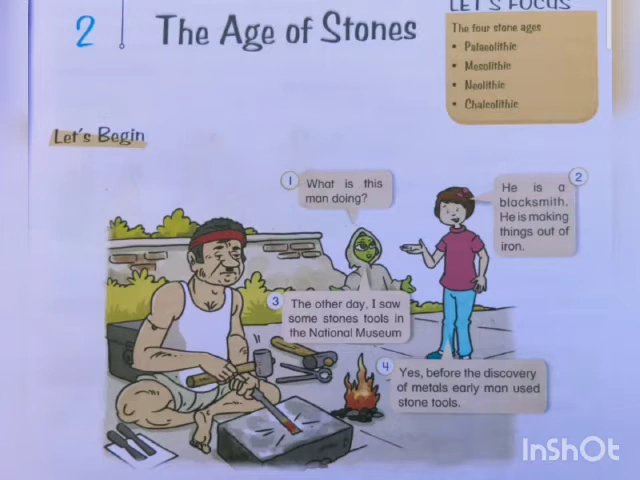 LET'S FOCUS
2 The Age of Stones
The four stone ages
• Palaeolithic
• Mesolithic
• Neolithic
• Chalcolithic
Let's Begin
1
What is this
man doing?
2
He is a
blacksmith.
He is making
things out of
iron.
3
The other day, I saw
some stones tools in
the National Museum
4
Yes, before the discovery
of metals early man used
stone tools.
InShOt